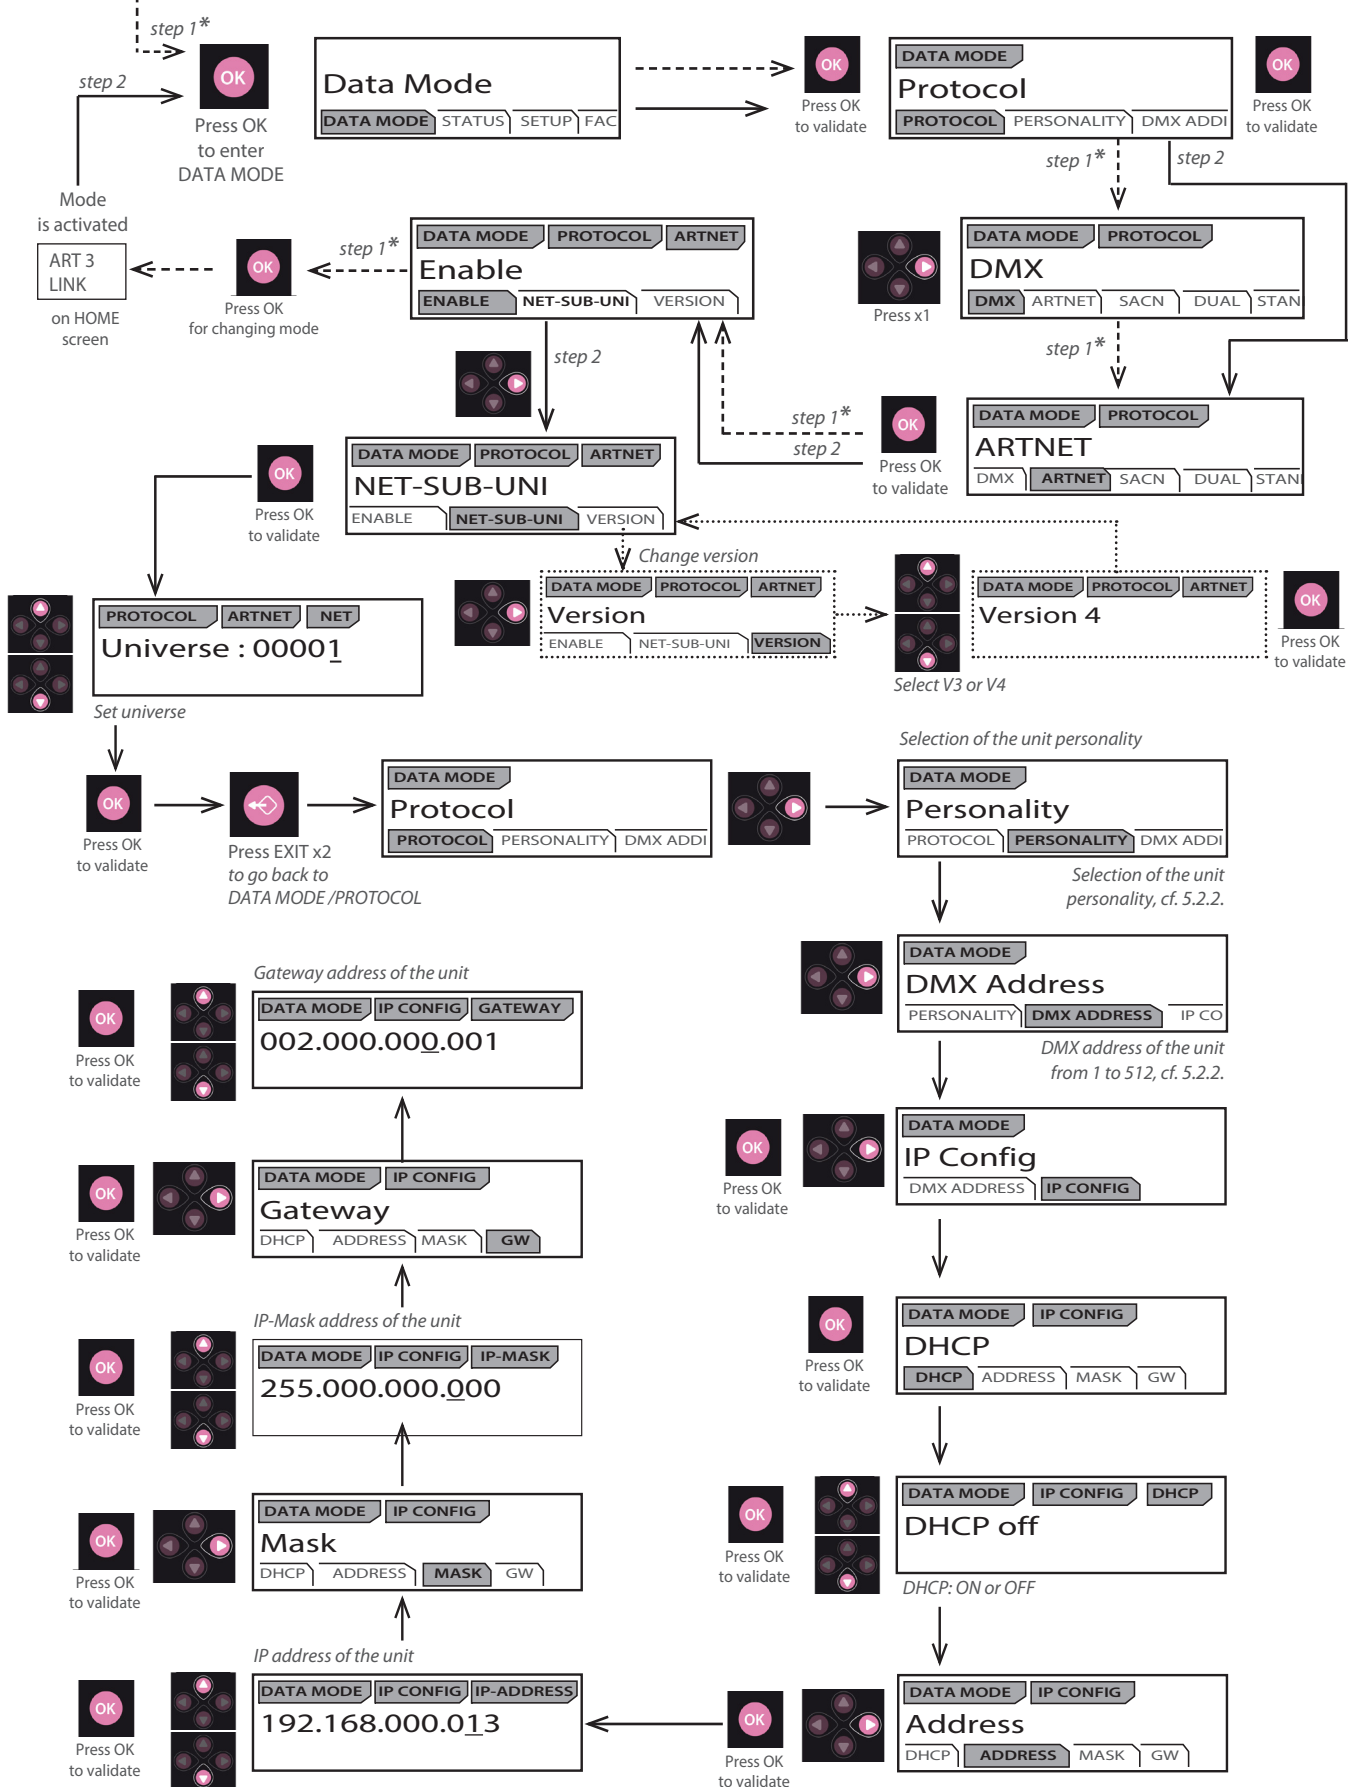 step 1*
OK
Press OK
to enter
DATA MODE
step 2
Mode
is activated
ART 3
LINK
on HOME
screen
Data Mode
DATA MODE STATUS SETUP FAC
OK
Press OK
to validate
DATA MODE
Protocol
PROTOCOL PERSONALITY DMX ADDI
OK
Press OK
to validate
step 1*
step 2
DATA MODE PROTOCOL
DMX
DMX ARTNET SACN DUAL STAN
Press x1
step 1*
DATA MODE PROTOCOL
ARTNET
DMX ARTNET SACN DUAL STAN
OK
Press OK
to validate
step 1*
step 2
DATA MODE PROTOCOL ARTNET
Enable
ENABLE NET-SUB-UNI VERSION
step 1*
OK
Press OK
for changing mode
step 2
DATA MODE PROTOCOL ARTNET
NET-SUB-UNI
ENABLE NET-SUB-UNI VERSION
OK
Press OK
to validate
Change version
DATA MODE PROTOCOL ARTNET
Version
ENABLE NET-SUB-UNI VERSION
Select V3 or V4
DATA MODE PROTOCOL ARTNET
Version 4
OK
Press OK
to validate
PROTOCOL ARTNET NET
Universe : 00001
Set universe
OK
Press OK
to validate
Press EXIT x2
to go back to
DATA MODE /PROTOCOL
DATA MODE
Protocol
PROTOCOL PERSONALITY DMX ADDI
Selection of the unit personality
DATA MODE
Personality
PROTOCOL PERSONALITY DMX ADDI
Selection of the unit
personality, cf. 5.2.2.
DATA MODE
DMX Address
PERSONALITY DMX ADDRESS IP CO
DMX address of the unit
from 1 to 512, cf. 5.2.2.
OK
Press OK
to validate
DATA MODE
IP Config
DMX ADDRESS IP CONFIG
OK
Press OK
to validate
DATA MODE IP CONFIG
DHCP
DHCP ADDRESS MASK GW
OK
Press OK
to validate
DATA MODE IP CONFIG DHCP
DHCP off
DHCP: ON or OFF
OK
Press OK
to validate
DATA MODE IP CONFIG
Address
DHCP ADDRESS MASK GW
IP address of the unit
OK
Press OK
to validate
DATA MODE IP CONFIG IP-ADDRESS
192.168.000.013
OK
Press OK
to validate
DATA MODE IP CONFIG
Mask
DHCP ADDRESS MASK GW
IP-Mask address of the unit
OK
Press OK
to validate
DATA MODE IP CONFIG IP-MASK
255.000.000.000
OK
Press OK
to validate
DATA MODE IP CONFIG
Gateway
DHCP ADDRESS MASK GW
Gateway address of the unit
OK
Press OK
to validate
DATA MODE IP CONFIG GATEWAY
002.000.000.001